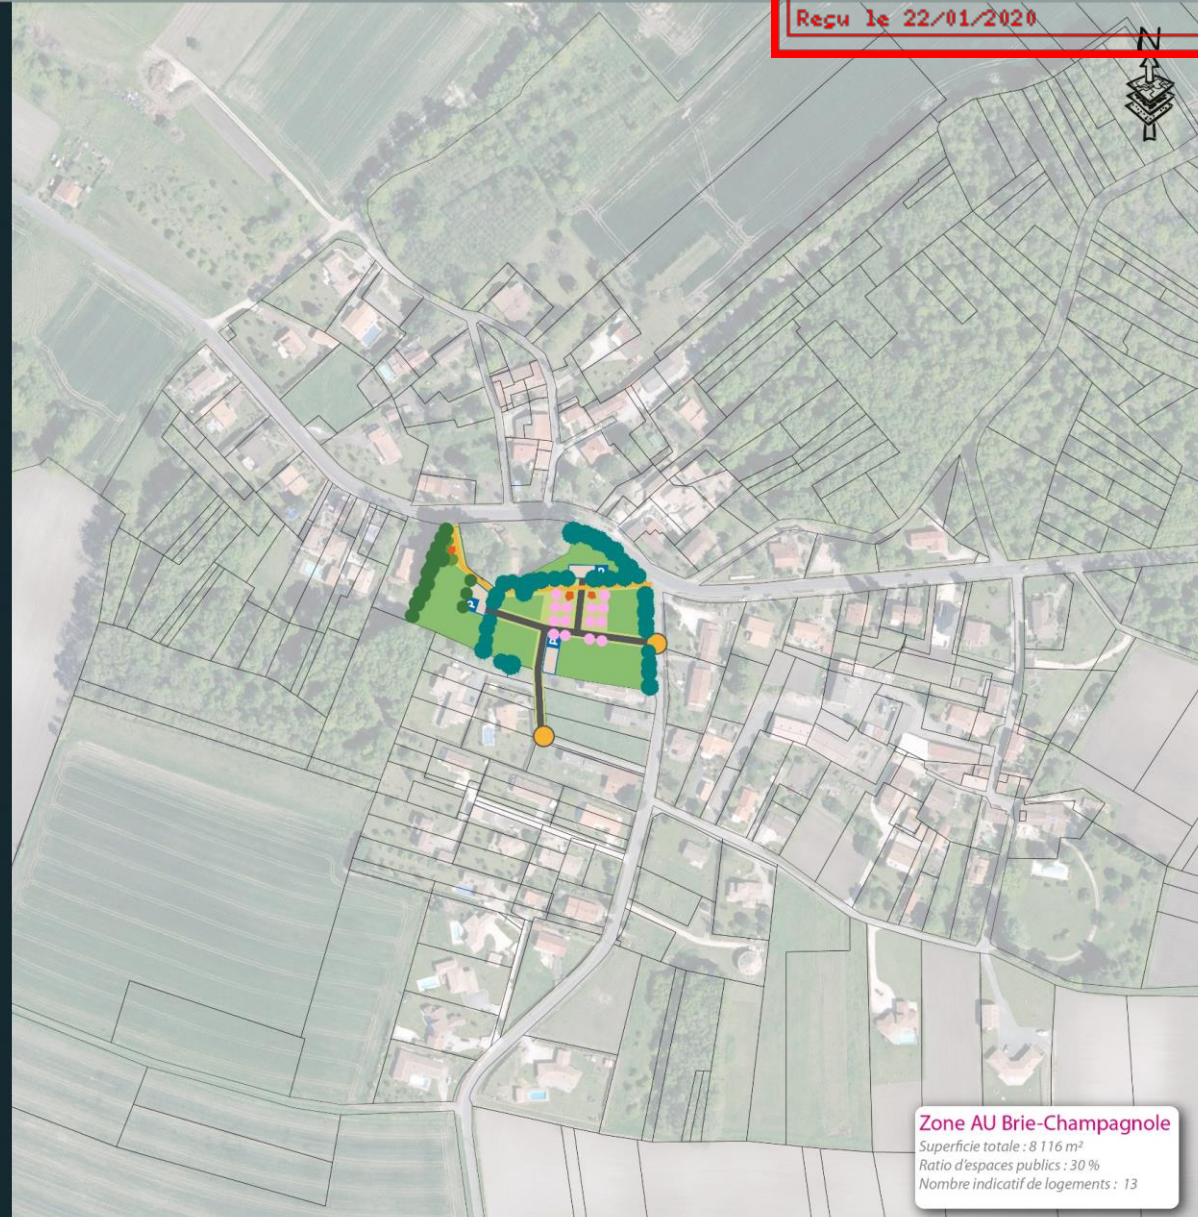 Reçu le 22/01/2020
N
P
P
P
Zone AU Brie-Champagnole
Superficie totale : 8 116 m²
Ratio d'espaces publics : 30 %
Nombre indicatif de logements : 13